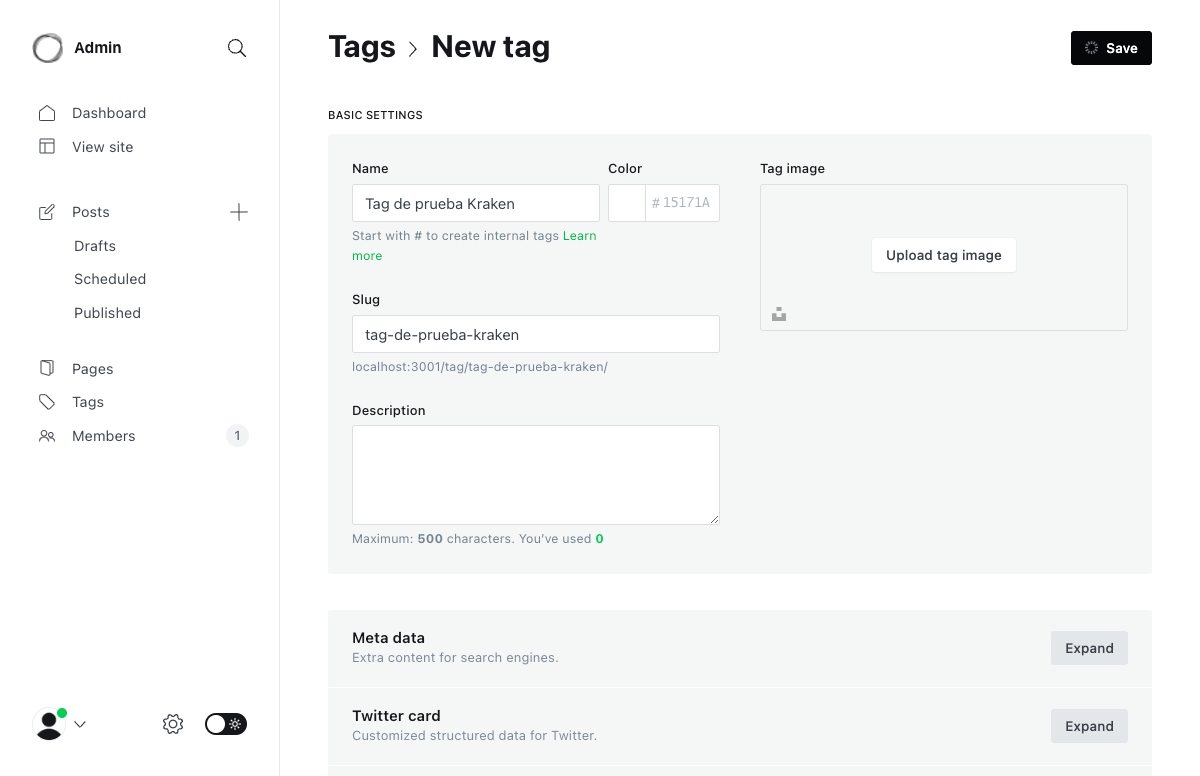 Admin
Dashboard
View site
Posts
Drafts
Scheduled
Published
Pages
Tags
Members 1
Tags › New tag
Save
BASIC SETTINGS
Name
Tag de prueba Kraken
Start with # to create internal tags Learn
more
Color
# 15171A
Slug
tag-de-prueba-kraken
localhost:3001/tag/tag-de-prueba-kraken/
Description
Maximum: 500 characters. You’ve used 0
Tag image
Upload tag image
Meta data
Extra content for search engines.
Expand
Twitter card
Customized structured data for Twitter.
Expand